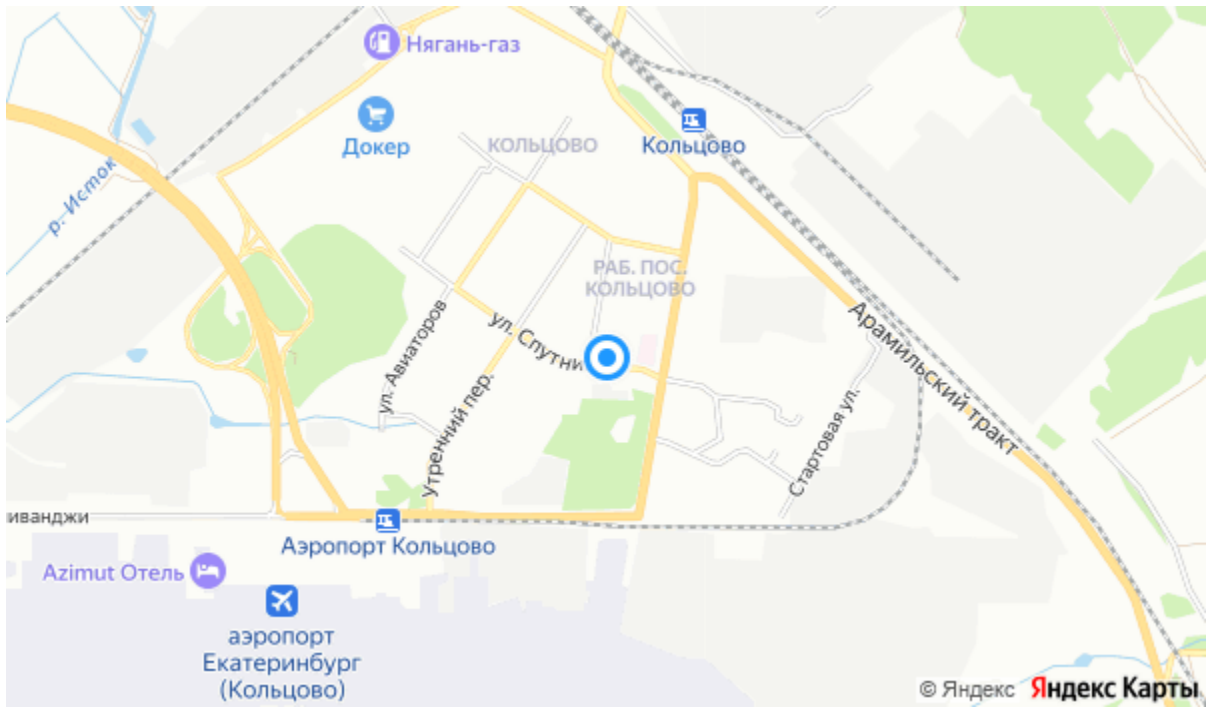 Нягань-газ
Докер
КОЛЬЦОВО
Кольцово
р. Исток
РАБ. ПОС.
КОЛЬЦОВО
ул. Авиаторов
ул. Спутни
Арамильский тракт
Утренний пер.
Стартовая ул.
иванджи
Аэропорт Кольцово
Azimut Отель
аэропорт
Екатеринбург
(Кольцово)
© Яндекс Яндекс Карты